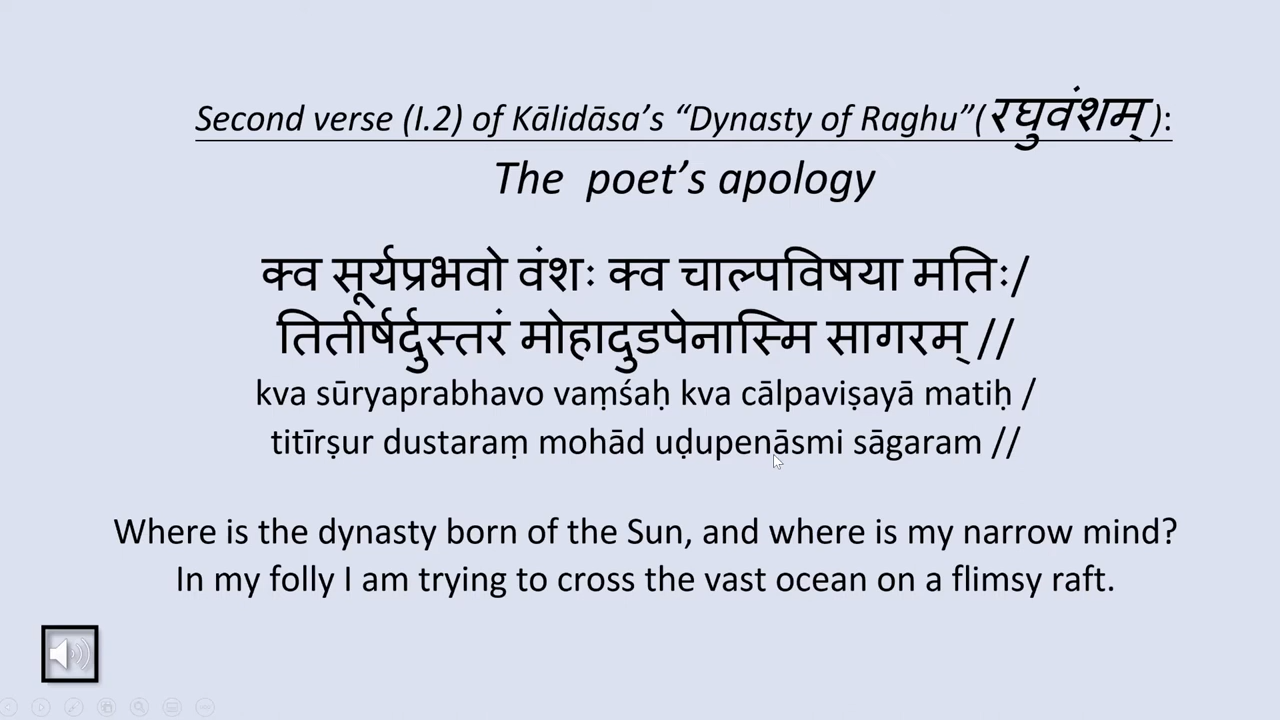 Second verse (I.2) of Kālidāsa’s “Dynasty of Raghu”(रघुवंशम्):
The poet’s apology
क्व सूर्यप्रभवो वंशः क्व चाल्पविषया मतिः/
तितीर्षर्दुस्तरं मोहादुडपेनास्मि सागरम् //
kva sūryaprabhavo vaṃśaḥ kva cālpaviṣayā matiḥ /
titīrṣur dustaraṃ mohād uḍupenāsmi sāgaram //
Where is the dynasty born of the Sun, and where is my narrow mind?
In my folly I am trying to cross the vast ocean on a flimsy raft.